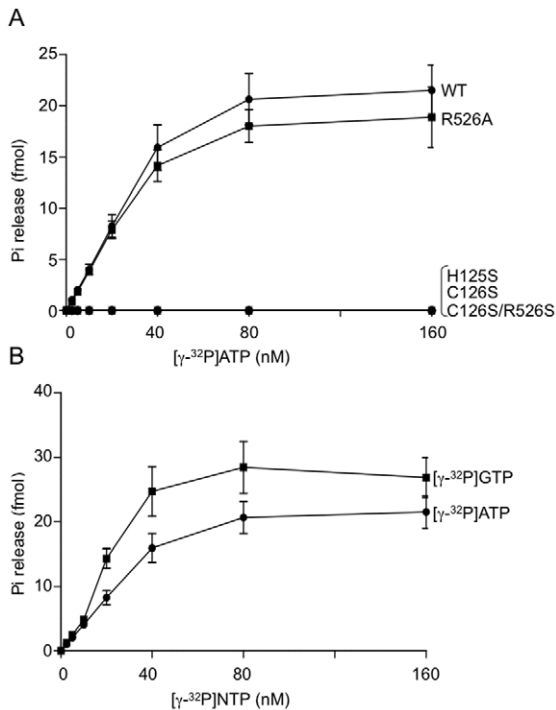 A
25
20
15
10
5
0
Pi release (fmol)
WT
R526A
H125S
C126S
C126S/R526S
0
40
80
160
[γ-³²P]ATP (nM)
B
40
30
20
10
0
Pi release (fmol)
[γ-³²P]GTP
[γ-³²P]ATP
0
40
80
160
[γ-³²P]NTP (nM)